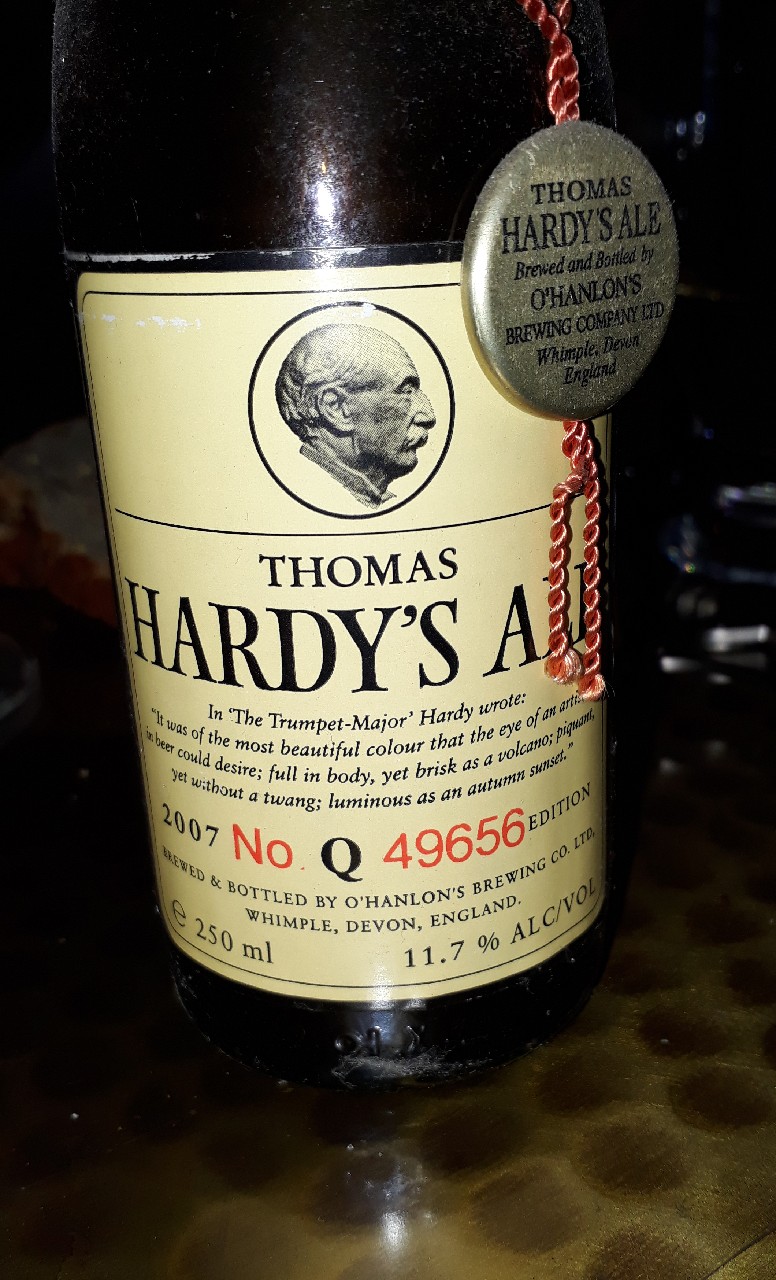 THOMAS
HARDY'S ALE
Brewed and Bottled by
O'HANLON'S
BREWING COMPANY LTD
Whimple, Devon
England
THOMAS
HARDY'S ALE
In 'The Trumpet-Major' Hardy wrote:
"It was of the most beautiful colour that the eye of an artist
in beer could desire; full in body, yet brisk as a volcano; piquant,
yet without a twang; luminous as an autumn sunset."
2007 No. Q 49656 EDITION
BREWED & BOTTLED BY O'HANLON'S BREWING CO. LTD,
WHIMPLE, DEVON, ENGLAND.
e 250 ml 11.7 % ALC/VOL